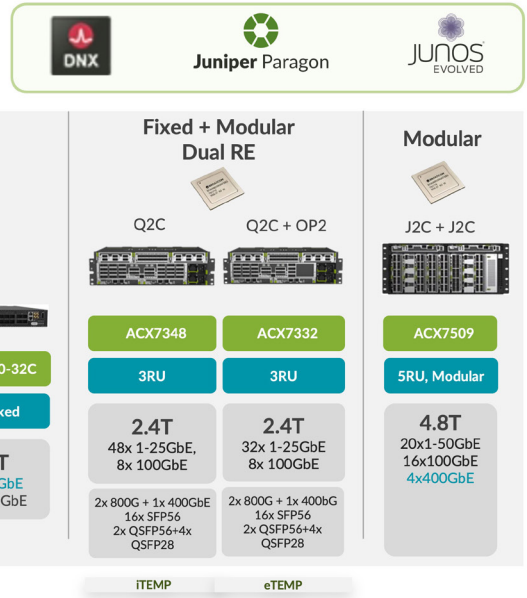 DNX
Juniper Paragon
JUNOS
EVOLVED
Fixed + Modular
Dual RE
Modular
Q2C
Q2C + OP2
J2C + J2C
0-32C
ACX7348
ACX7332
ACX7509
xed
3RU
3RU
5RU, Modular
T
GbE
GbE
2.4T
48x 1-25GbE,
8x 100GbE
2.4T
32x 1-25GbE
8x 100GbE
4.8T
20x1-50GbE
16x100GbE
4x400GbE
2x 800G + 1x 400GbE
16x SFP56
2x QSFP56+4x
QSFP28
2x 800G + 1x 400bG
16x SFP56
2x QSFP56+4x
QSFP28
iTEMP
eTEMP